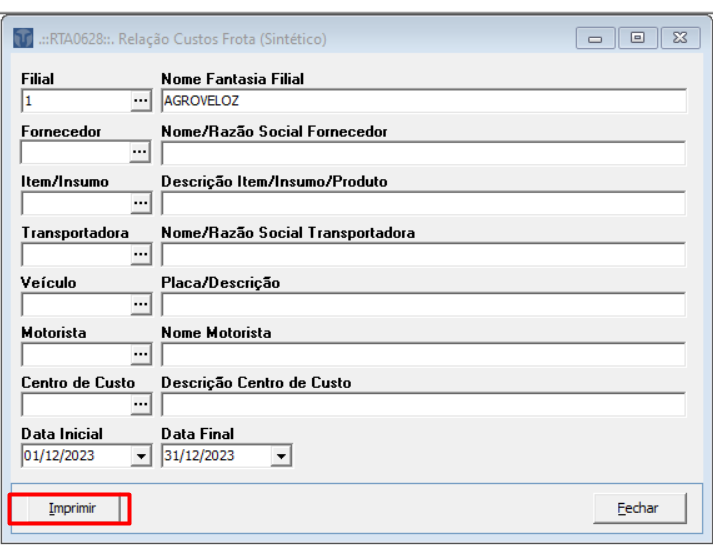 .::RTA0628::. Relação Custos Frota (Sintético)
Filial Nome Fantasia Filial
1 ... AGROVELOZ
Fornecedor Nome/Razão Social Fornecedor
...
Item/Insumo Descrição Item/Insumo/Produto
...
Transportadora Nome/Razão Social Transportadora
...
Veículo Placa/Descrição
...
Motorista Nome Motorista
...
Centro de Custo Descrição Centro de Custo
...
Data Inicial Data Final
01/12/2023 31/12/2023
Imprimir Fechar